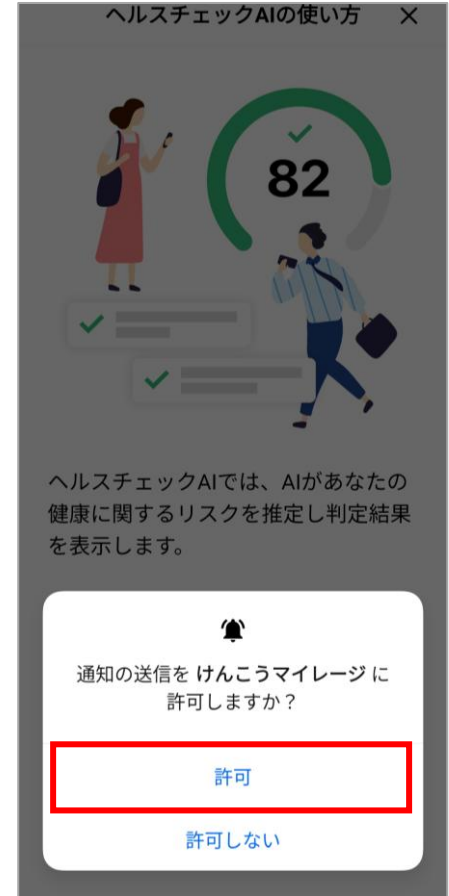 ヘルスチェックAIの使い方 ×
82
ヘルスチェックAIでは、AIがあなたの
健康に関するリスクを推定し判定結果
を表示します。
通知の送信を けんこうマイレージ に
許可しますか？
許可
許可しない